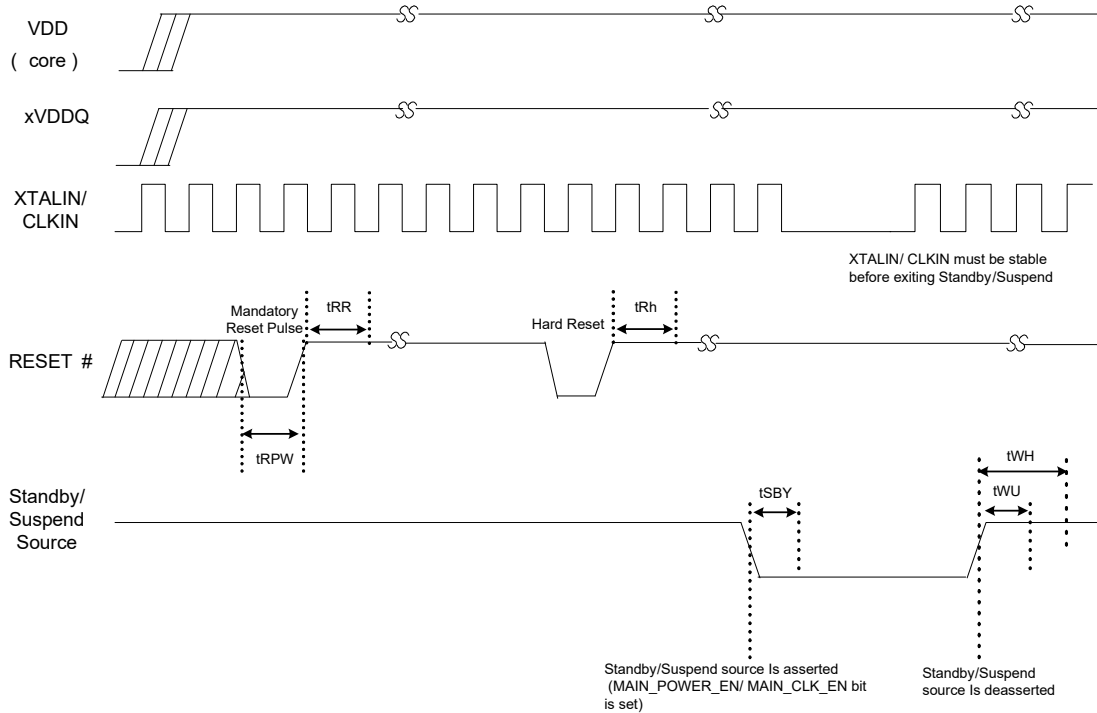 VDD
( core )
xVDDQ
XTALIN/
CLKIN
XTALIN/ CLKIN must be stable
before exiting Standby/Suspend
Mandatory
Reset Pulse
tRR
Hard Reset
tRh
RESET #
tRPW
tWH
Standby/
Suspend
Source
tSBY
tWU
Standby/Suspend source Is asserted
(MAIN_POWER_EN/ MAIN_CLK_EN bit
is set)
Standby/Suspend
source Is deasserted